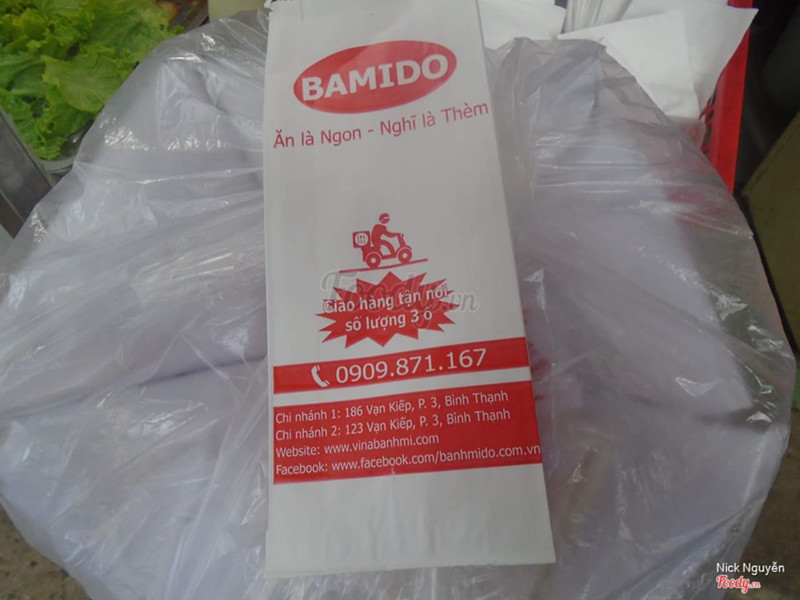 BAMIDO
Ăn là Ngon - Nghĩ là Thèm
Giao hàng tận nơi
số lượng 3 ổ
Foody.vn
0909.871.167
Chi nhánh 1: 186 Vạn Kiếp, P. 3, Bình Thạnh
Chi nhánh 2: 123 Vạn Kiếp, P. 3, Bình Thạnh
Website: www.vinabanhmi.com
Facebook: www.facebook.com/banhmido.com.vn
Nick Nguyễn
Foody.vn